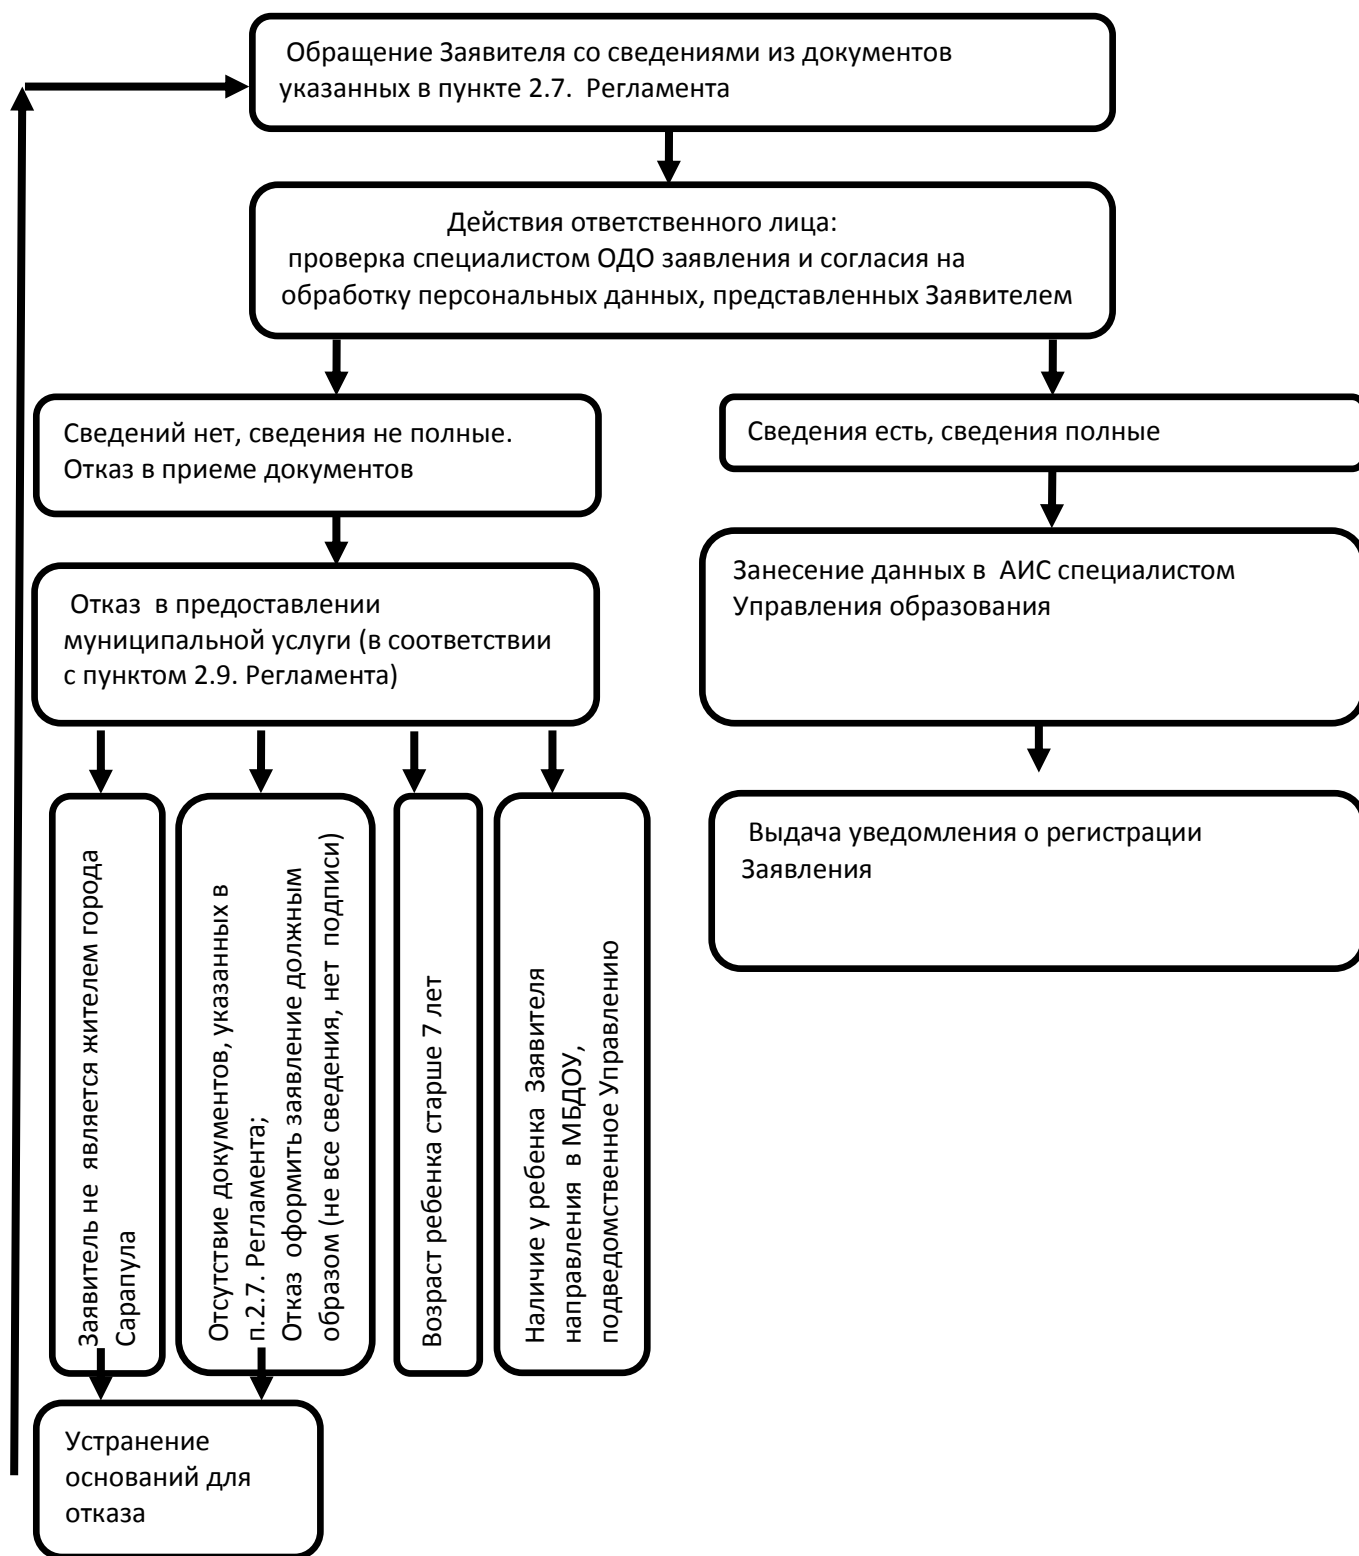 Обращение Заявителя со сведениями из документов
указанных в пункте 2.7. Регламента
Действия ответственного лица:
проверка специалистом ОДО заявления и согласия на
обработку персональных данных, представленных Заявителем
Сведений нет, сведения не полные.
Отказ в приеме документов
Сведения есть, сведения полные
Отказ в предоставлении
муниципальной услуги (в соответствии
с пунктом 2.9. Регламента)
Занесение данных в АИС специалистом
Управления образования
Выдача уведомления о регистрации
Заявления
Заявитель не является жителем города
Сарапула
Отсутствие документов, указанных в
п.2.7. Регламента;
Отказ оформить заявление должным
образом (не все сведения, нет подписи)
Возраст ребенка старше 7 лет
Наличие у ребенка Заявителя
направления в МБДОУ,
подведомственное Управлению
Устранение
оснований для
отказа